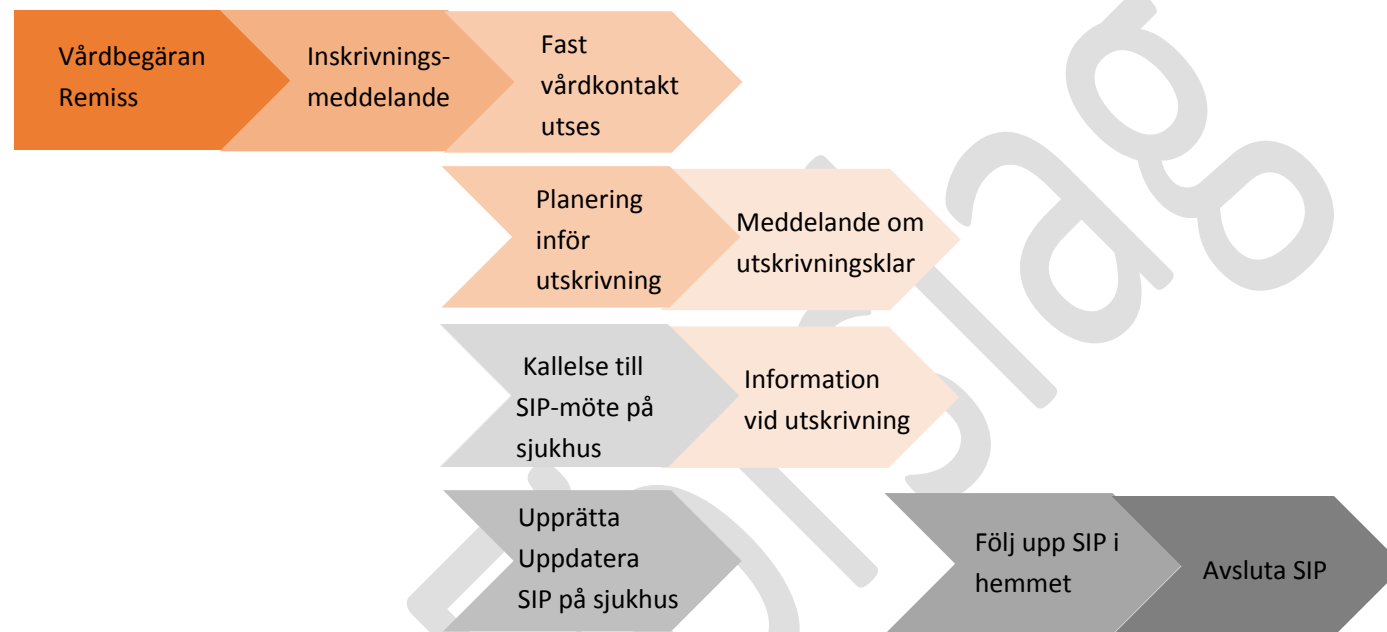 Vårdbegäran
Remiss
Inskrivnings-
meddelande
Fast
vårdkontakt
utses
Planering
inför
utskrivning
Meddelande om
utskrivningsklar
Kallelse till
SIP-möte på
sjukhus
Information
vid utskrivning
Upprätta
Uppdatera
SIP på sjukhus
Följ upp SIP i
hemmet
Avsluta SIP